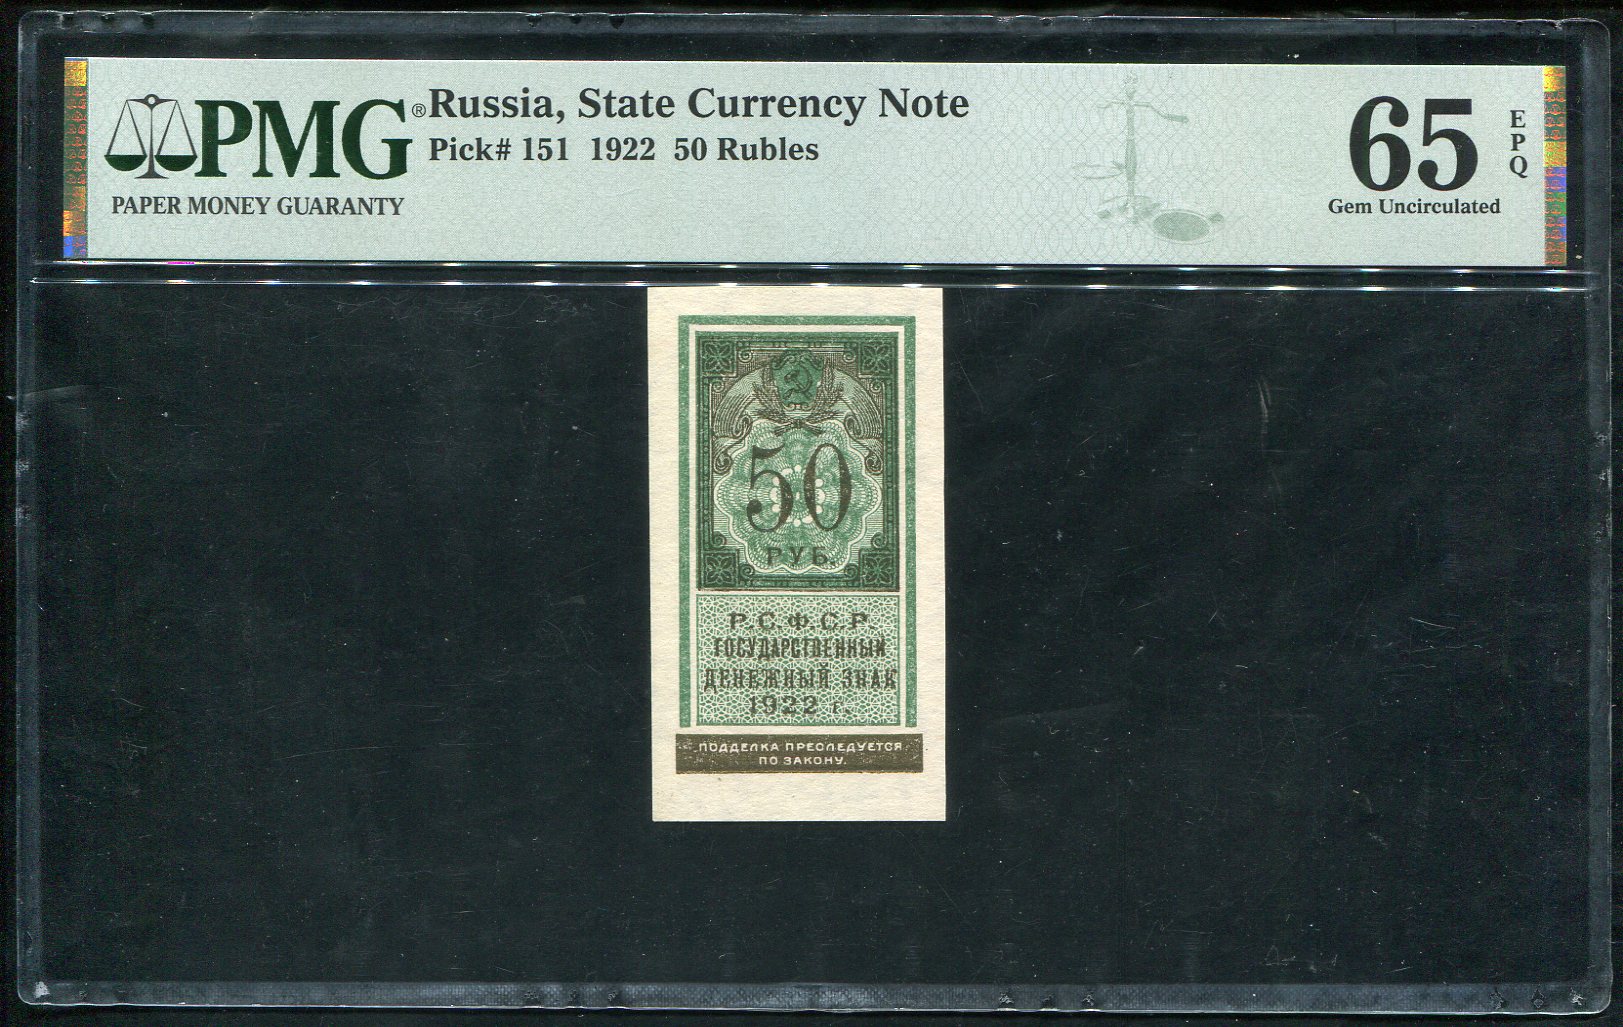 PMG®
PAPER MONEY GUARANTY
Russia, State Currency Note
Pick# 151 1922 50 Rubles
65
EPQ
Gem Uncirculated
50
РУБ.
Р.С.Ф.С.Р.
ГОСУДАРСТВЕННЫЙ
ДЕНЕЖНЫЙ ЗНАК
1922 г.
ПОДДЕЛКА ПРЕСЛЕДУЕТСЯ
ПО ЗАКОНУ.